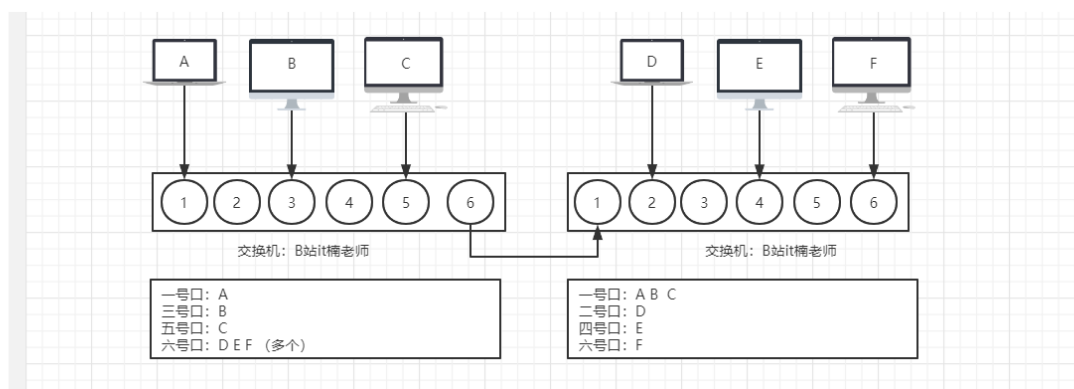 A
B
C
D
E
F
1
2
3
4
5
6
1
2
3
4
5
6
交换机：B站it楠老师
交换机：B站it楠老师
一号口：A
三号口：B
五号口：C
六号口：D E F （多个）
一号口：A B C
二号口：D
四号口：E
六号口：F